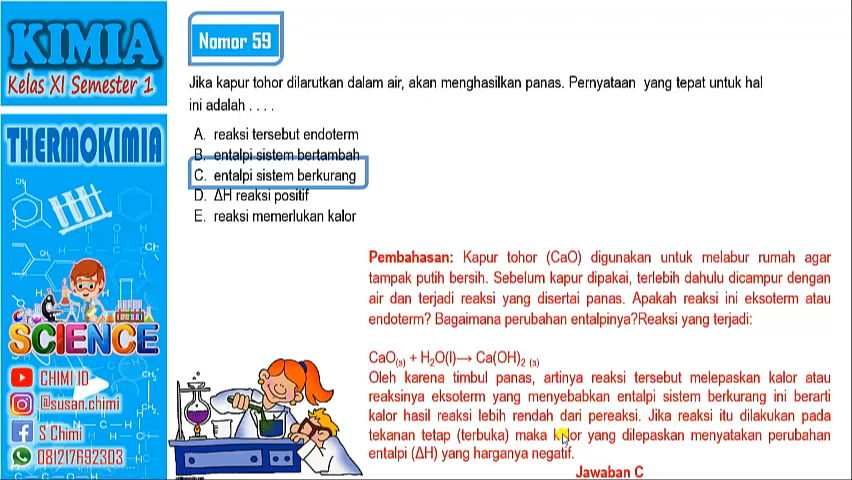 KIMIA
Kelas XI Semester 1
THERMOKIMIA
SCIENCE
CHIMI ID
@susan.chimi
S Chimi
081217692303
Nomor 59
Jika kapur tohor dilarutkan dalam air, akan menghasilkan panas. Pernyataan yang tepat untuk hal
ini adalah . . . .
A. reaksi tersebut endoterm
B. entalpi sistem bertambah
C. entalpi sistem berkurang
D. ΔH reaksi positif
E. reaksi memerlukan kalor
Pembahasan: Kapur tohor (CaO) digunakan untuk melabur rumah agar
tampak putih bersih. Sebelum kapur dipakai, terlebih dahulu dicampur dengan
air dan terjadi reaksi yang disertai panas. Apakah reaksi ini eksoterm atau
endoterm? Bagaimana perubahan entalpinya?Reaksi yang terjadi:
CaO(s) + H2O(l)→ Ca(OH)2 (s)
Oleh karena timbul panas, artinya reaksi tersebut melepaskan kalor atau
reaksinya eksoterm yang menyebabkan entalpi sistem berkurang ini berarti
kalor hasil reaksi lebih rendah dari pereaksi. Jika reaksi itu dilakukan pada
tekanan tetap (terbuka) maka kalor yang dilepaskan menyatakan perubahan
entalpi (ΔH) yang harganya negatif.
Jawaban C